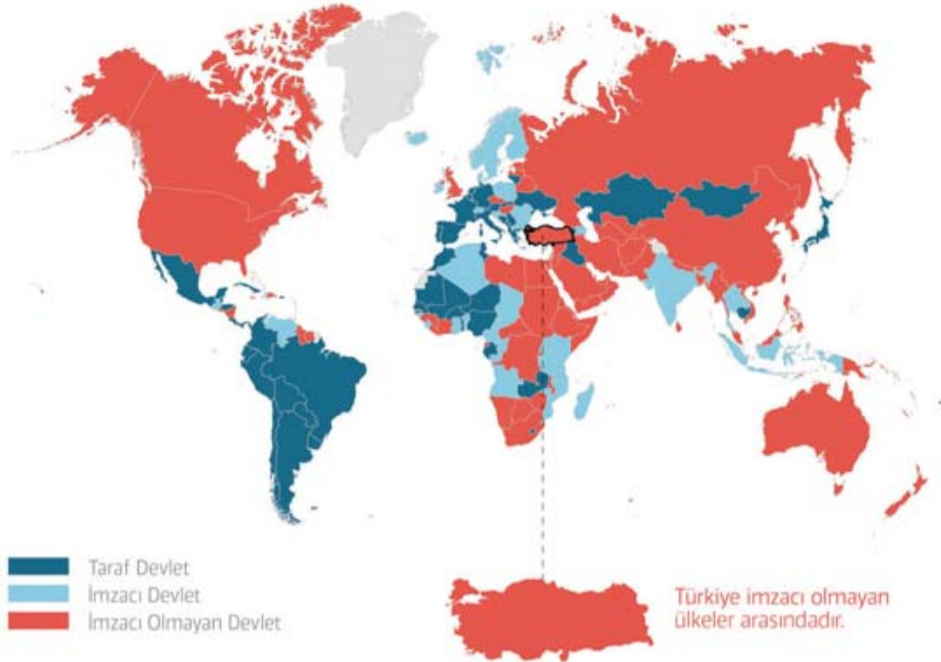 Taraf Devlet
İmzacı Devlet
İmzacı Olmayan Devlet
Türkiye imzacı olmayan
ülkeler arasındadır.